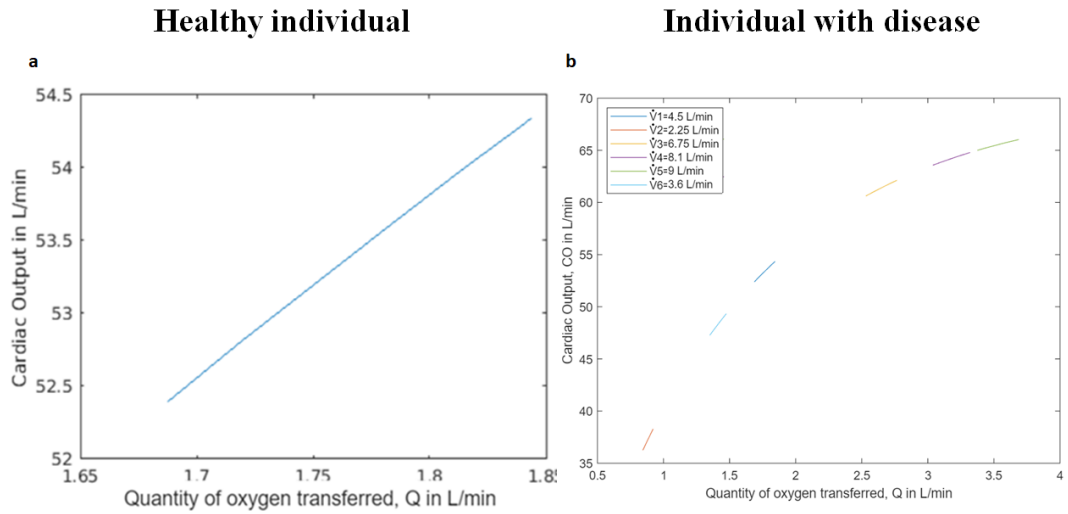 Healthy individual
a
Cardiac Output in L/min
54.5
54
53.5
53
52.5
52
1.65
1.7
1.75
1.8
1.85
Quantity of oxygen transferred, Q in L/min
Individual with disease
b
Cardiac Output, CO in L/min
70
65
60
55
50
45
40
35
V̇1=4.5 L/min
V̇2=2.25 L/min
V̇3=6.75 L/min
V̇4=8.1 L/min
V̇5=9 L/min
V̇6=3.6 L/min
0.5
1
1.5
2
2.5
3
3.5
4
Quantity of oxygen transferred, Q in L/min